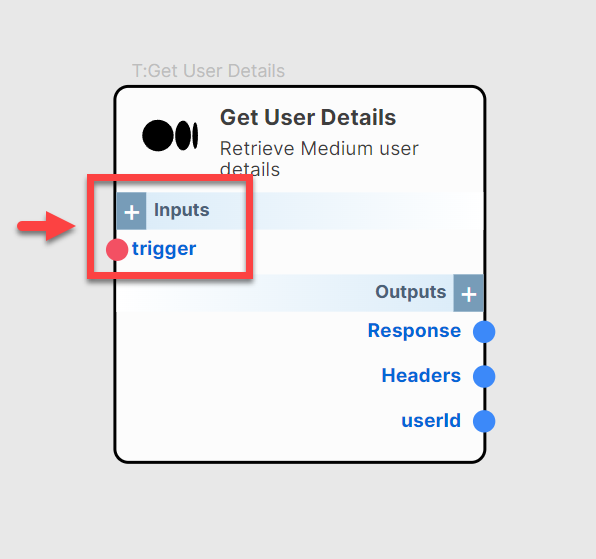 T:Get User Details
Get User Details
Retrieve Medium user
details
+ Inputs
trigger
Outputs +
Response
Headers
userId